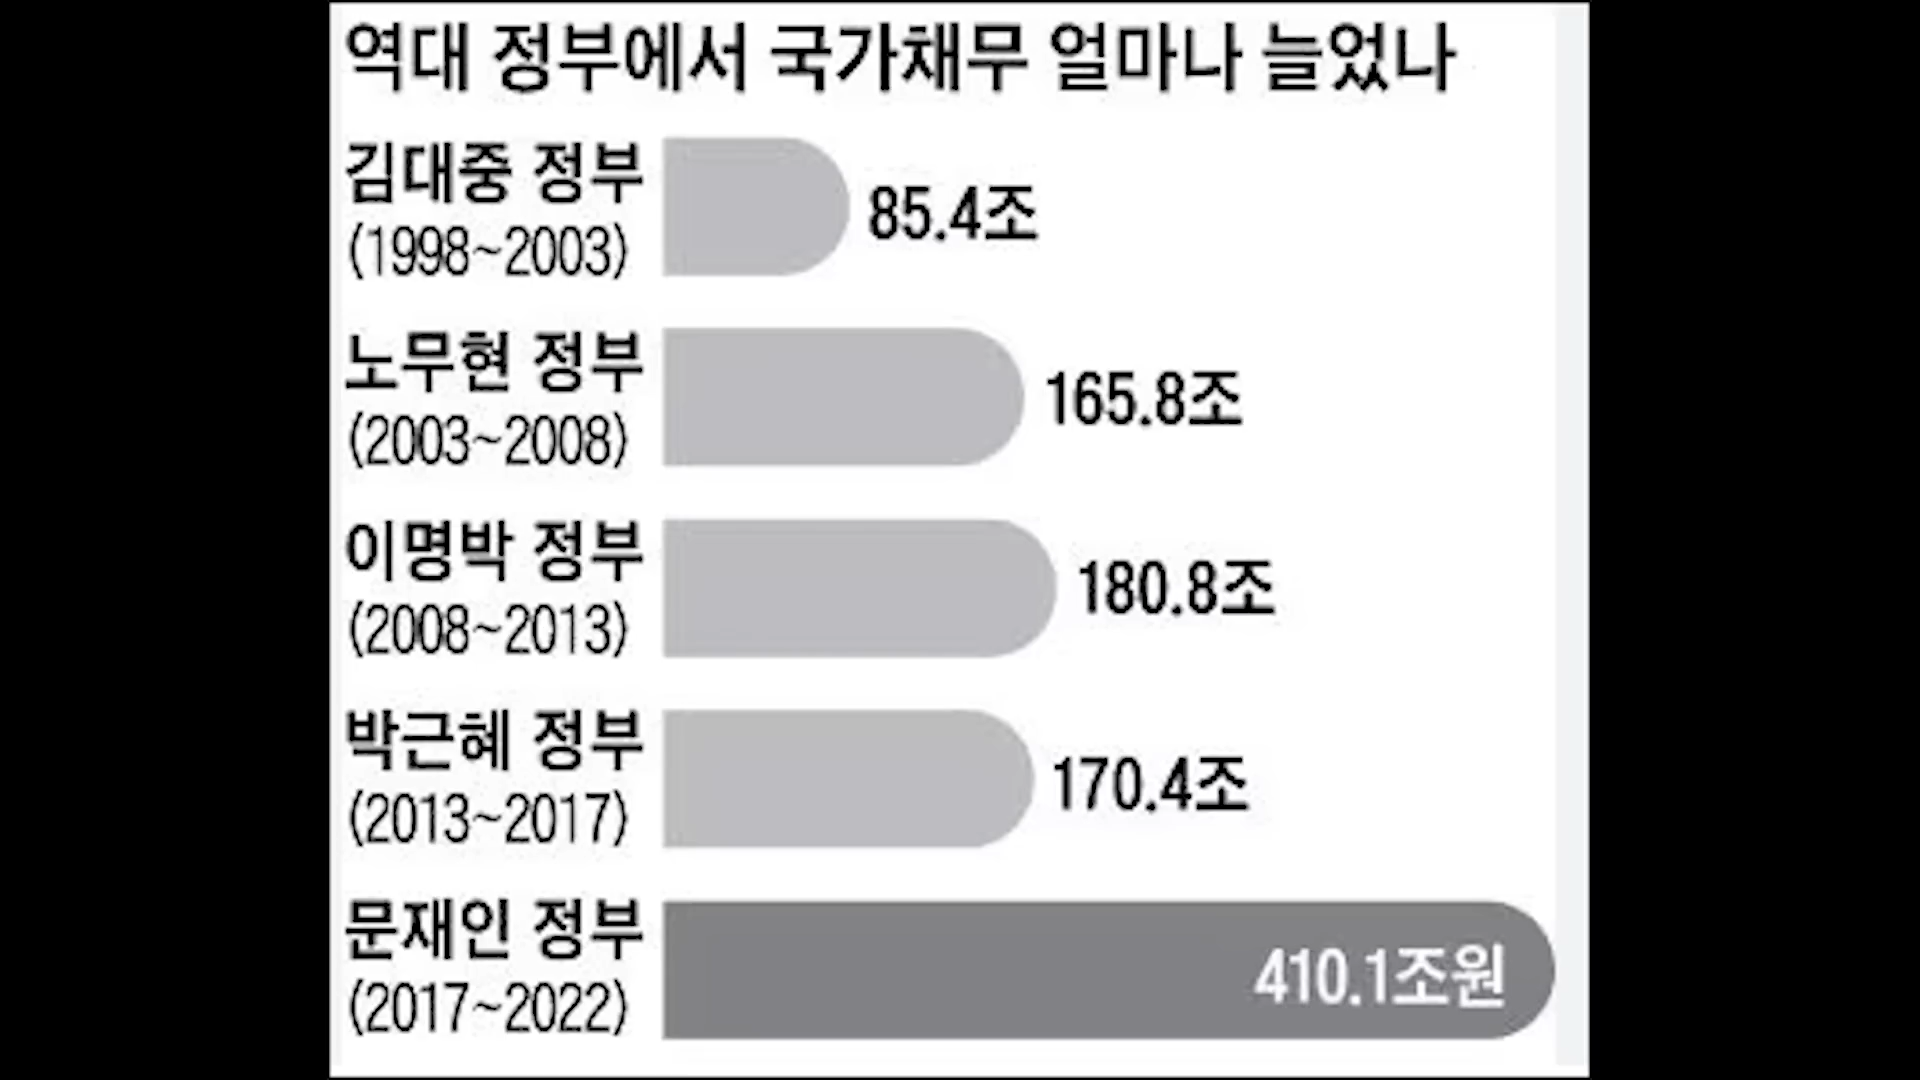 역대 정부에서 국가채무 얼마나 늘었나
김대중 정부
(1998~2003)
85.4조
노무현 정부
(2003~2008)
165.8조
이명박 정부
(2008~2013)
180.8조
박근혜 정부
(2013~2017)
170.4조
문재인 정부
(2017~2022)
410.1조원